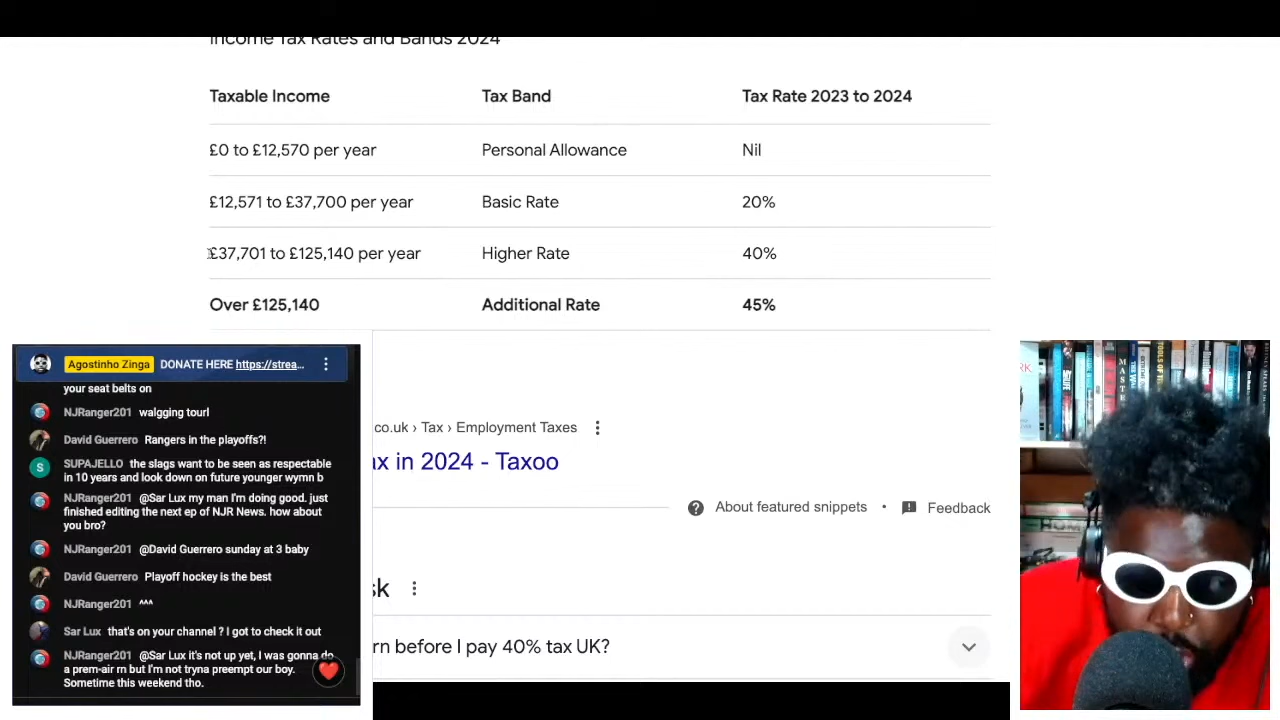 Income Tax Rates and Bands 2024
Taxable Income Tax Band Tax Rate 2023 to 2024
£0 to £12,570 per year Personal Allowance Nil
£12,571 to £37,700 per year Basic Rate 20%
£37,701 to £125,140 per year Higher Rate 40%
Over £125,140 Additional Rate 45%
Agostinho Zinga DONATE HERE https://strea...
your seat belts on
NJRanger201 walgging tourl
David Guerrero Rangers in the playoffs?!
S SUPAJELLO the slags want to be seen as respectable
in 10 years and look down on future younger wymn b
NJRanger201 @Sar Lux my man I'm doing good. just
finished editing the next ep of NJR News. how about
you bro?
NJRanger201 @David Guerrero sunday at 3 baby
David Guerrero Playoff hockey is the best
NJRanger201 ^^^
Sar Lux that's on your channel ? I got to check it out
NJRanger201 @Sar Lux it's not up yet, I was gonna do
a prem-air rn but I'm not tryna preempt our boy.
Sometime this weekend tho.
co.uk › Tax › Employment Taxes
ax in 2024 - Taxoo
About featured snippets • Feedback
sk
rn before I pay 40% tax UK?